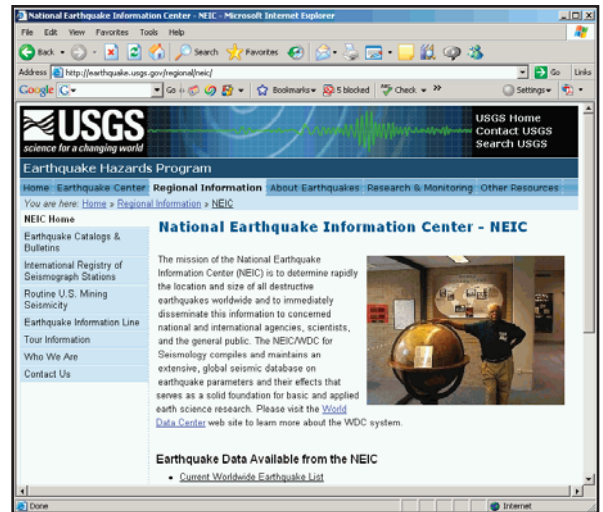 National Earthquake Information Center - NEIC - Microsoft Internet Explorer
File Edit View Favorites Tools Help
Back Search Favorites
Address http://earthquake.usgs.gov/regional/neic/ Go Links
Google G Go Bookmarks 5 blocked Check Settings
USGS
science for a changing world
USGS Home
Contact USGS
Search USGS
Earthquake Hazards Program
Home Earthquake Center Regional Information About Earthquakes Research & Monitoring Other Resources
You are here: Home » Regional Information » NEIC
NEIC Home
Earthquake Catalogs &
Bulletins
International Registry of
Seismograph Stations
Routine U.S. Mining
Seismicity
Earthquake Information Line
Tour Information
Who We Are
Contact Us
National Earthquake Information Center - NEIC
The mission of the National Earthquake
Information Center (NEIC) is to determine rapidly
the location and size of all destructive
earthquakes worldwide and to immediately
disseminate this information to concerned
national and international agencies, scientists,
and the general public. The NEIC/WDC for
Seismology compiles and maintains an
extensive, global seismic database on
earthquake parameters and their effects that
serves as a solid foundation for basic and applied
earth science research. Please visit the World
Data Center web site to learn more about the WDC system.
Earthquake Data Available from the NEIC
• Current Worldwide Earthquake List
Done Internet